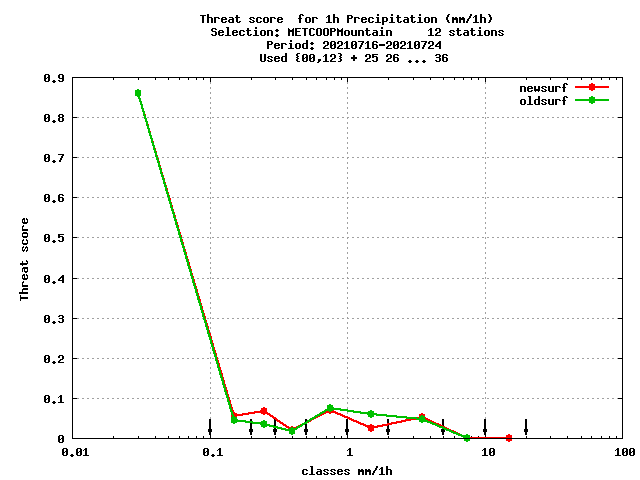 Threat score  for 1h Precipitation (mm/1h)
Selection: METCOOPMountain     12 stations
Period: 20210716-20210724
Used {00,12} + 25 26 ... 36
newsurf
oldsurf
0.9
0.8
0.7
0.6
0.5
0.4
0.3
0.2
0.1
0
Threat score
0.01
0.1
1
10
100
classes mm/1h